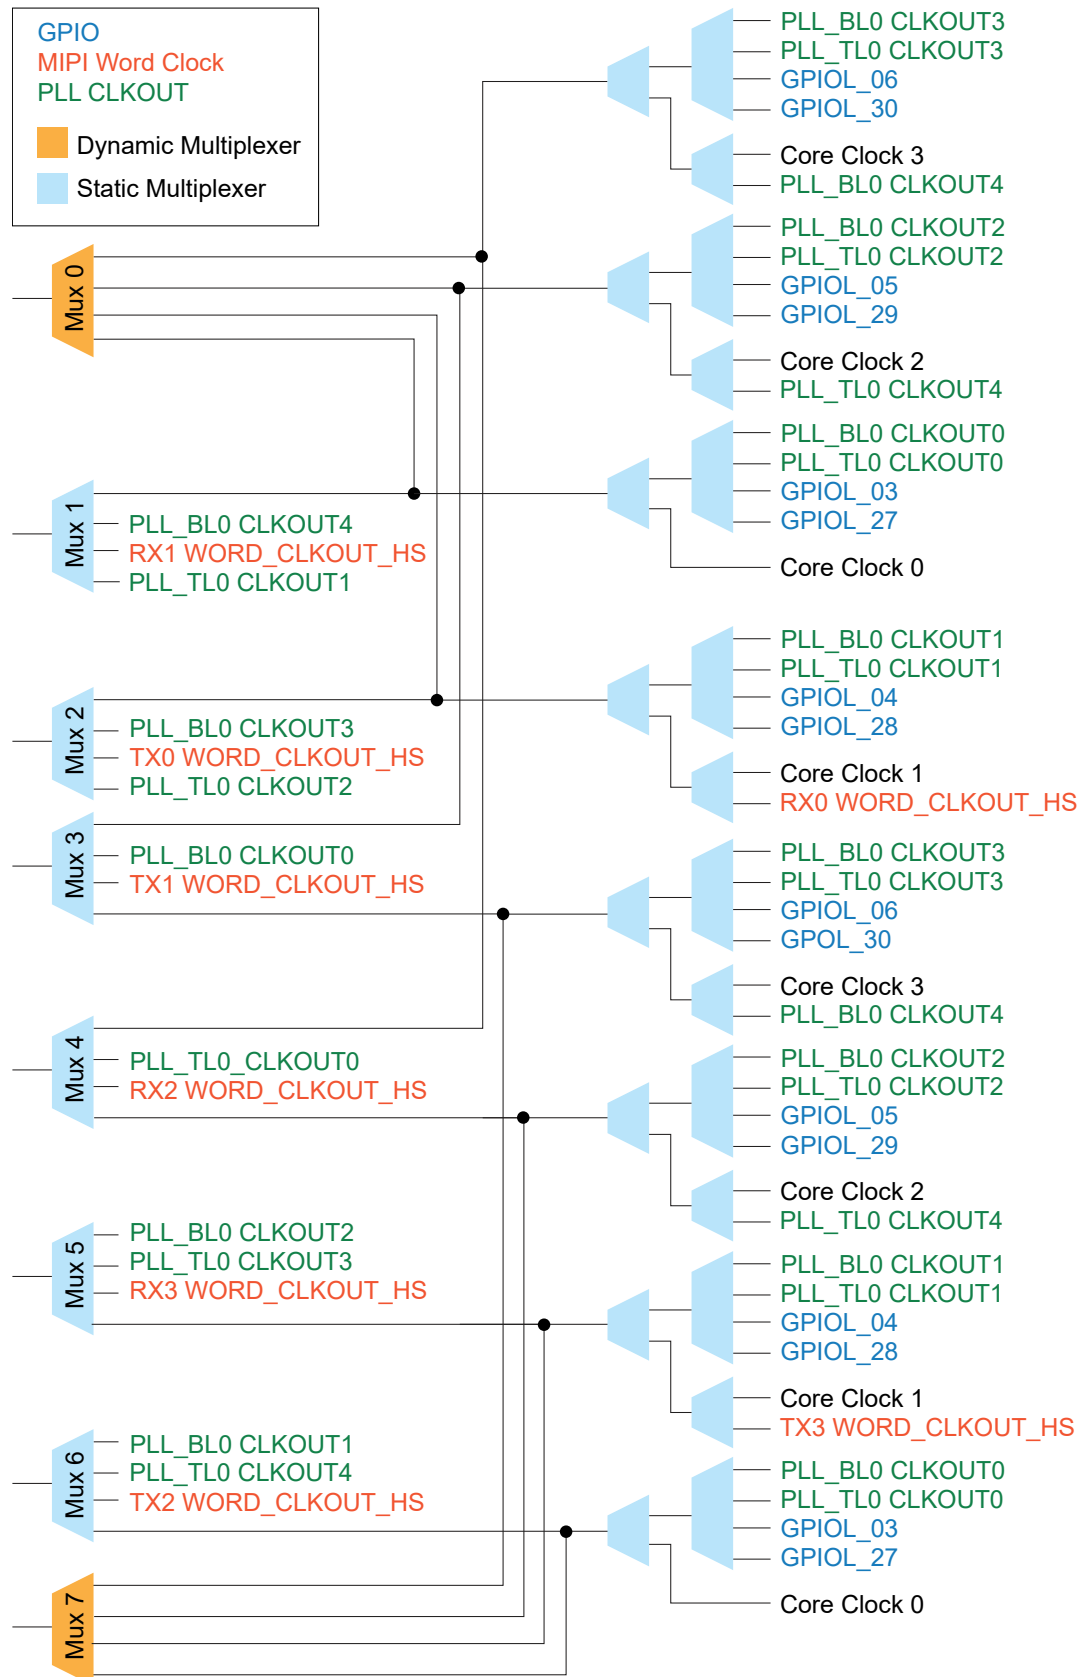 GPIO
MIPI Word Clock
PLL CLKOUT
Dynamic Multiplexer
Static Multiplexer
Mux 0
Mux 1
PLL_BL0 CLKOUT4
RX1 WORD_CLKOUT_HS
PLL_TL0 CLKOUT1
Mux 2
PLL_BL0 CLKOUT3
TX0 WORD_CLKOUT_HS
PLL_TL0 CLKOUT2
Mux 3
PLL_BL0 CLKOUT0
TX1 WORD_CLKOUT_HS
Mux 4
PLL_TL0_CLKOUT0
RX2 WORD_CLKOUT_HS
Mux 5
PLL_BL0 CLKOUT2
PLL_TL0 CLKOUT3
RX3 WORD_CLKOUT_HS
Mux 6
PLL_BL0 CLKOUT1
PLL_TL0 CLKOUT4
TX2 WORD_CLKOUT_HS
Mux 7
PLL_BL0 CLKOUT3
PLL_TL0 CLKOUT3
GPIOL_06
GPIOL_30
Core Clock 3
PLL_BL0 CLKOUT4
PLL_BL0 CLKOUT2
PLL_TL0 CLKOUT2
GPIOL_05
GPIOL_29
Core Clock 2
PLL_TL0 CLKOUT4
PLL_BL0 CLKOUT0
PLL_TL0 CLKOUT0
GPIOL_03
GPIOL_27
Core Clock 0
PLL_BL0 CLKOUT1
PLL_TL0 CLKOUT1
GPIOL_04
GPIOL_28
Core Clock 1
RX0 WORD_CLKOUT_HS
PLL_BL0 CLKOUT3
PLL_TL0 CLKOUT3
GPIOL_06
GPOL_30
Core Clock 3
PLL_BL0 CLKOUT4
PLL_BL0 CLKOUT2
PLL_TL0 CLKOUT2
GPIOL_05
GPIOL_29
Core Clock 2
PLL_TL0 CLKOUT4
PLL_BL0 CLKOUT1
PLL_TL0 CLKOUT1
GPIOL_04
GPIOL_28
Core Clock 1
TX3 WORD_CLKOUT_HS
PLL_BL0 CLKOUT0
PLL_TL0 CLKOUT0
GPIOL_03
GPIOL_27
Core Clock 0